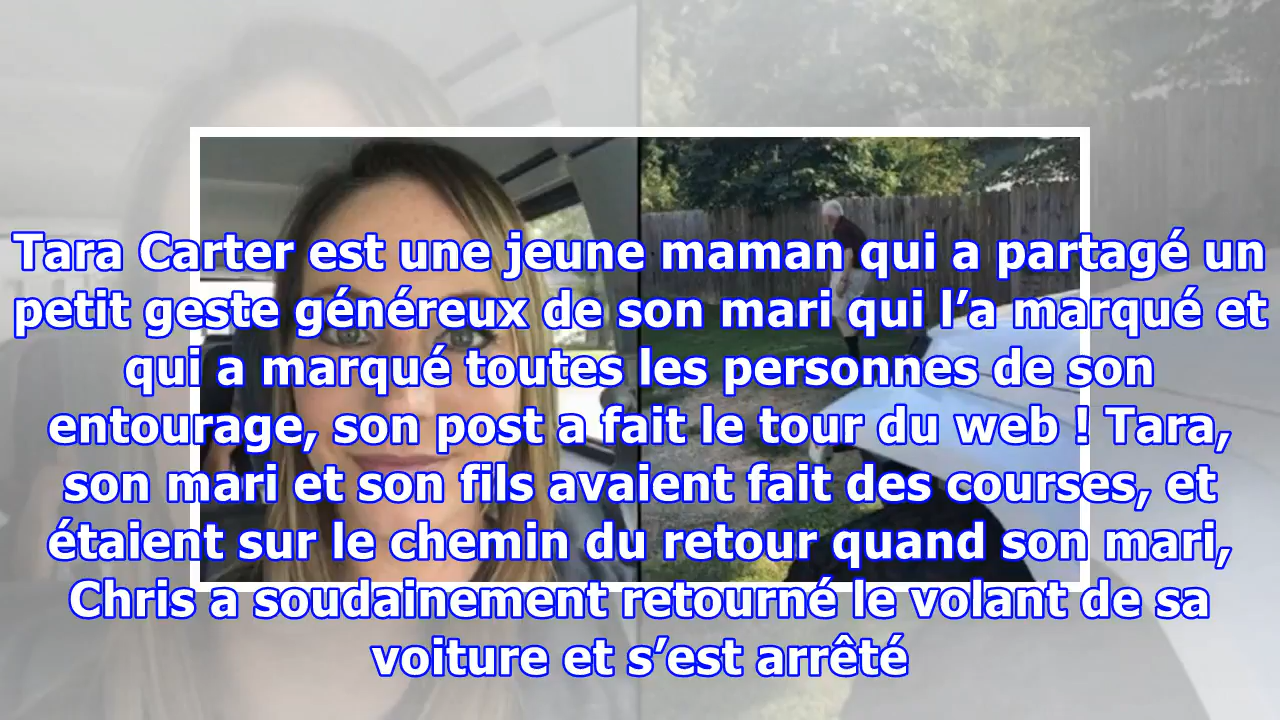 Tara Carter est une jeune maman qui a partagé un
petit geste généreux de son mari qui l’a marqué et
qui a marqué toutes les personnes de son
entourage, son post a fait le tour du web ! Tara,
son mari et son fils avaient fait des courses, et
étaient sur le chemin du retour quand son mari,
Chris a soudainement retourné le volant de sa
voiture et s’est arrêté